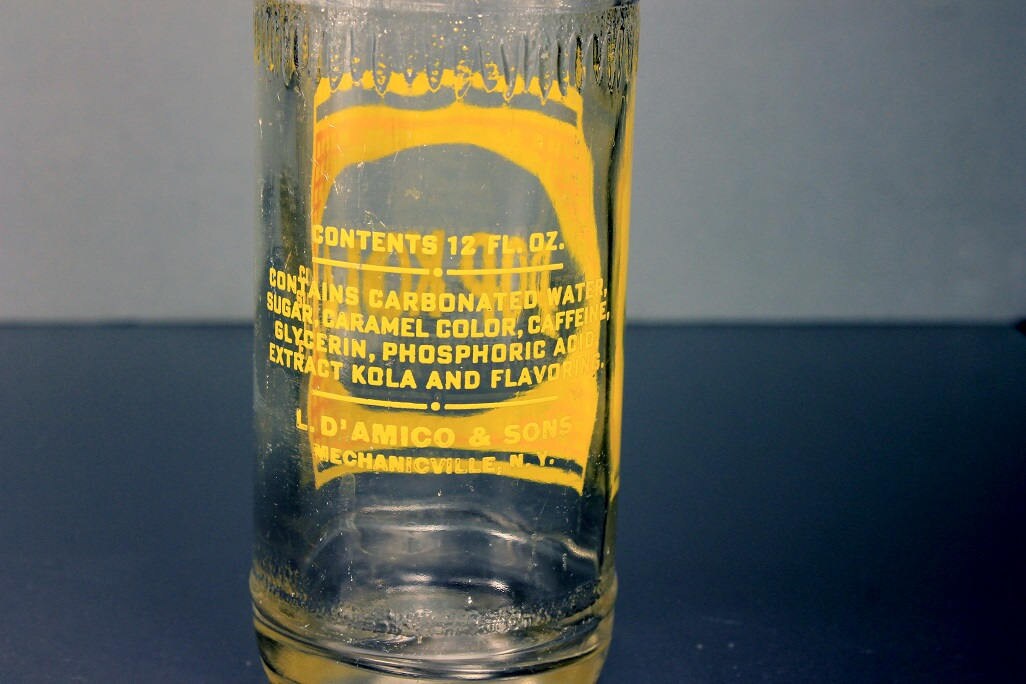 CONTENTS 12 FL. OZ.
CONTAINS CARBONATED WATER,
SUGAR, CARAMEL COLOR, CAFFEINE,
GLYCERIN, PHOSPHORIC ACID
EXTRACT KOLA AND FLAVORING.
L. D'AMICO & SONS
MECHANICVILLE, N. Y.